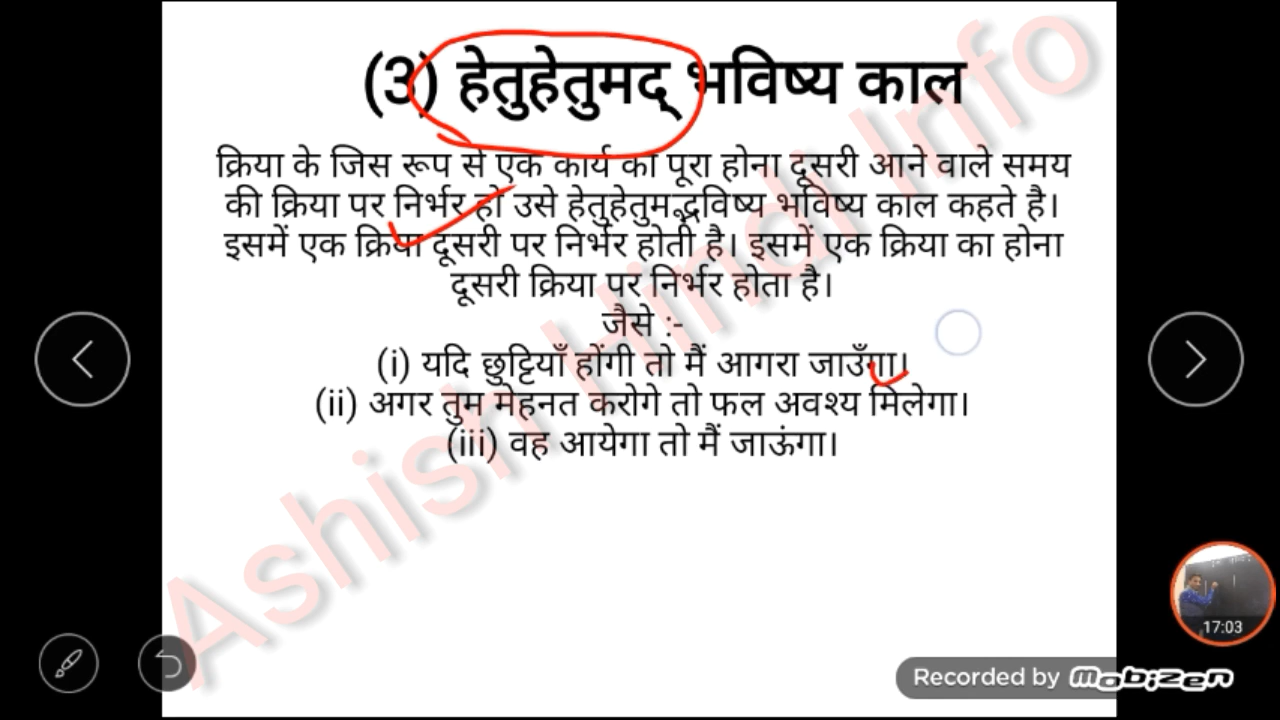 (3) हेतुहेतुमद् भविष्य काल
क्रिया के जिस रूप से एक कार्य का पूरा होना दूसरी आने वाले समय
की क्रिया पर निर्भर हो उसे हेतुहेतुमद्भविष्य भविष्य काल कहते है।
इसमें एक क्रिया दूसरी पर निर्भर होती है। इसमें एक क्रिया का होना
दूसरी क्रिया पर निर्भर होता है।
जैसे :-
(i) यदि छुट्टियाँ होंगी तो मैं आगरा जाउँगा।
(ii) अगर तुम मेहनत करोगे तो फल अवश्य मिलेगा।
(iii) वह आयेगा तो मैं जाऊंगा।
Ashish Hindi Info
17:03
Recorded by Mobizen